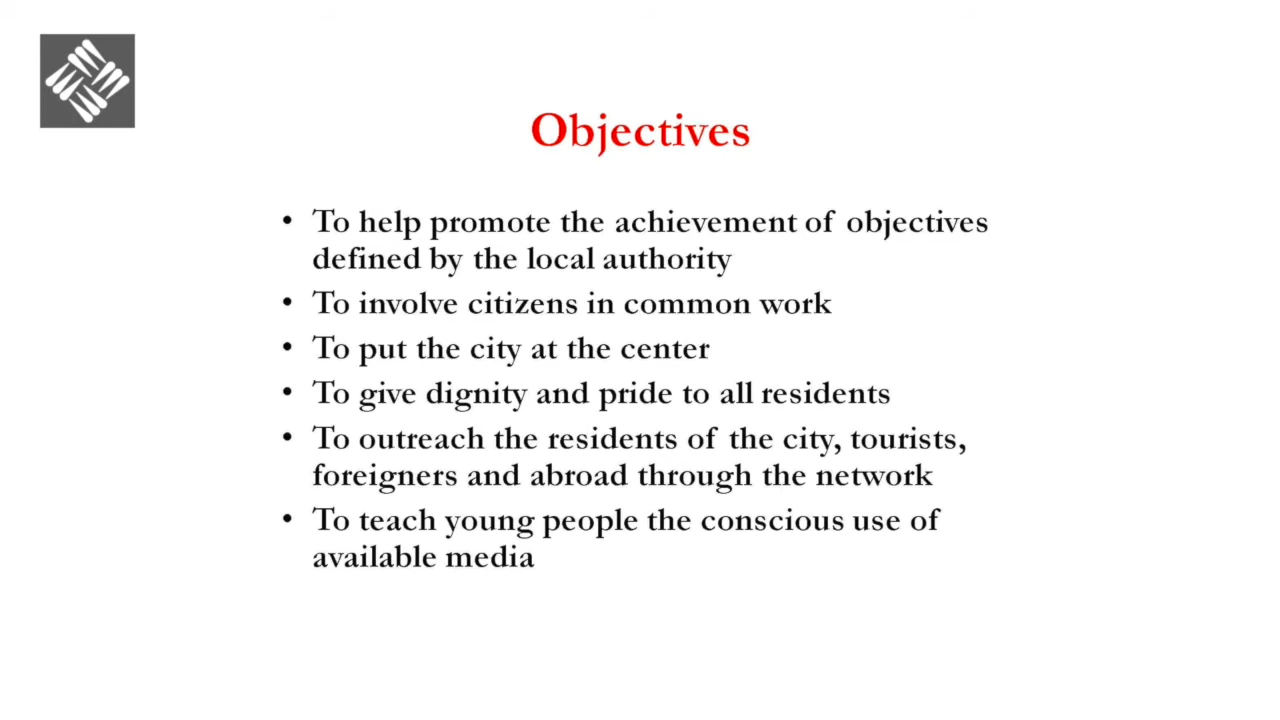 Objectives
• To help promote the achievement of objectives
defined by the local authority
• To involve citizens in common work
• To put the city at the center
• To give dignity and pride to all residents
• To outreach the residents of the city, tourists,
foreigners and abroad through the network
• To teach young people the conscious use of
available media